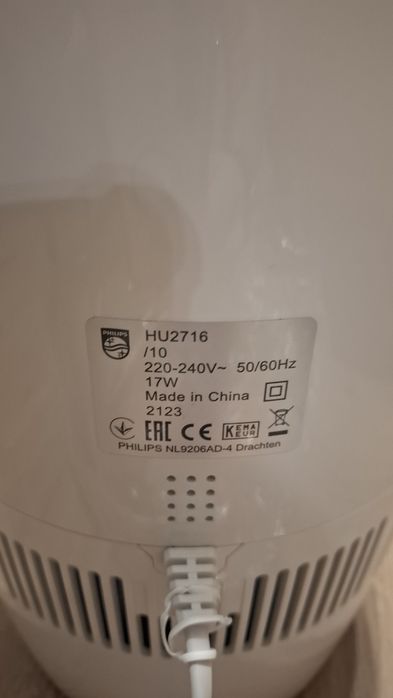 PHILIPS
HU2716
/10
220-240V~ 50/60Hz
17W
Made in China
2123
EAC CE KEMA KEUR
PHILIPS NL9206AD-4 Drachten